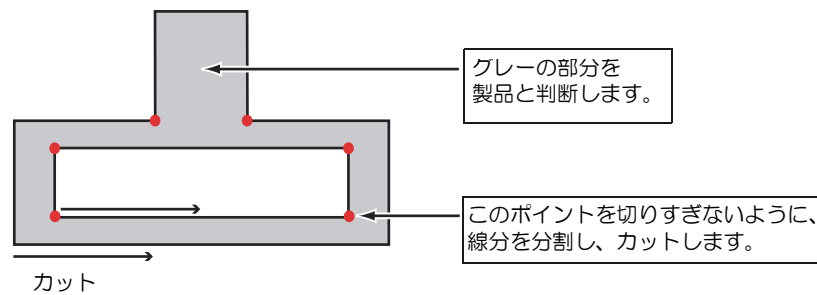 グレーの部分を
製品と判断します。
このポイントを切りすぎないように、
線分を分割し、カットします。
カット